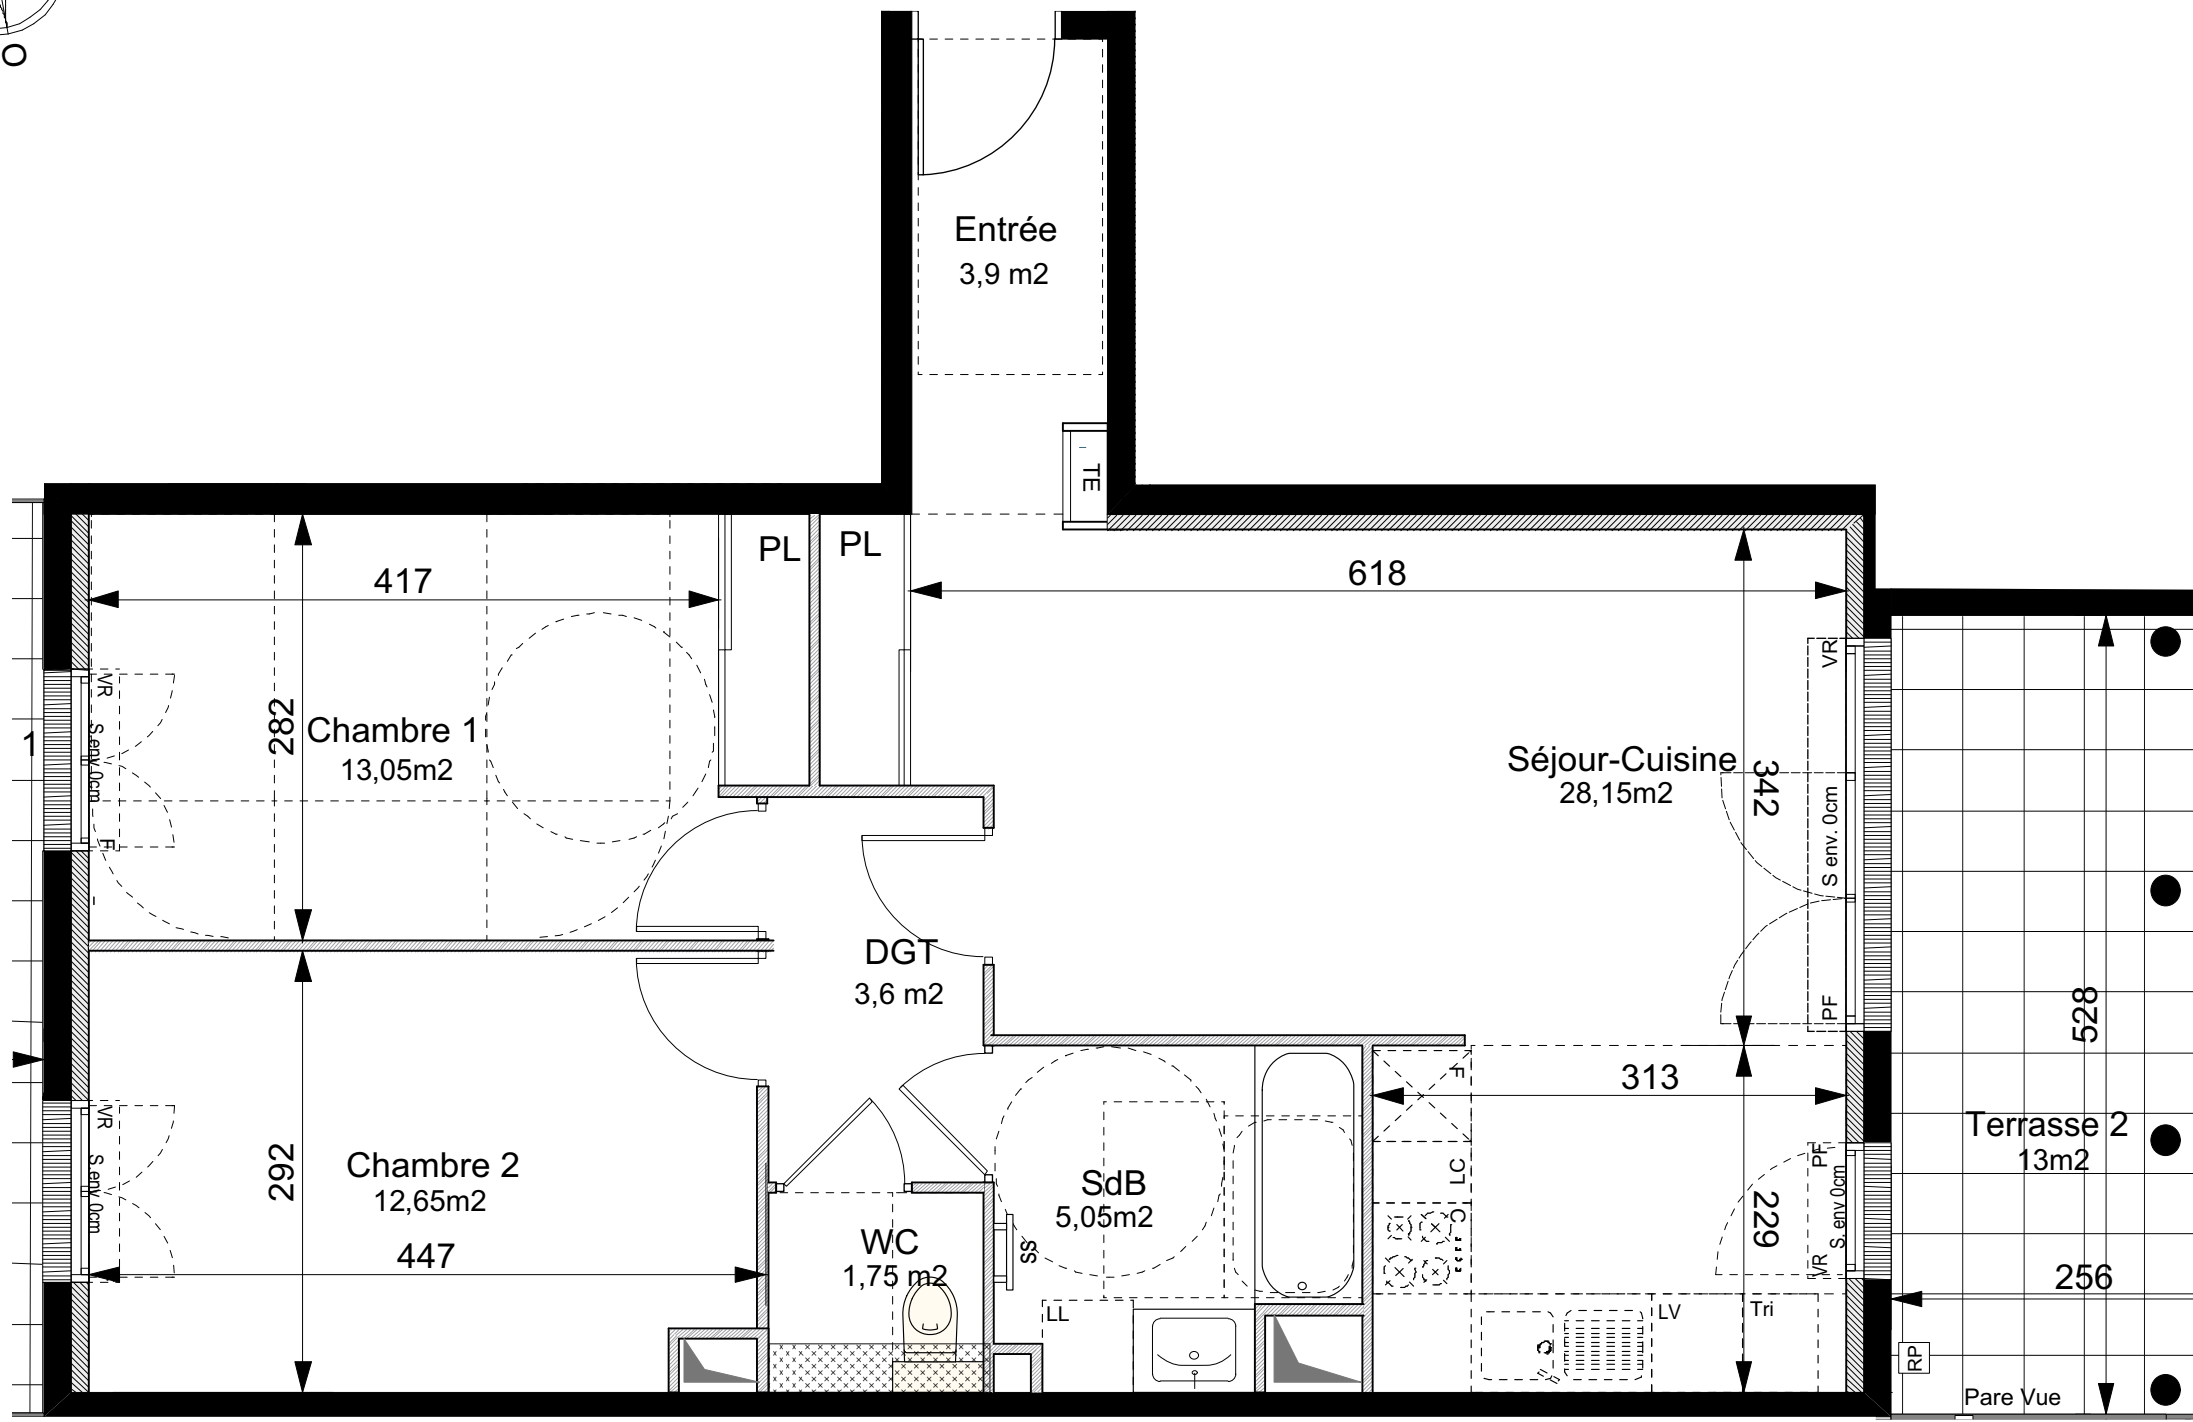 O
Entrée
3,9 m2
TE
PL
PL
417
618
282
Chambre 1
13,05m2
VR
S.env 0cm
F
1
Séjour-Cuisine
28,15m2
342
VR
S env. 0cm
PF
DGT
3,6 m2
528
313
F
LC
C
Terrasse 2
13m2
256
292
Chambre 2
12,65m2
447
VR
S.env 0cm
WC
1,75 m2
SdB
5,05m2
SS
LL
229
PF
S. env 0cm
VR
LV
Tri
RP
Pare Vue